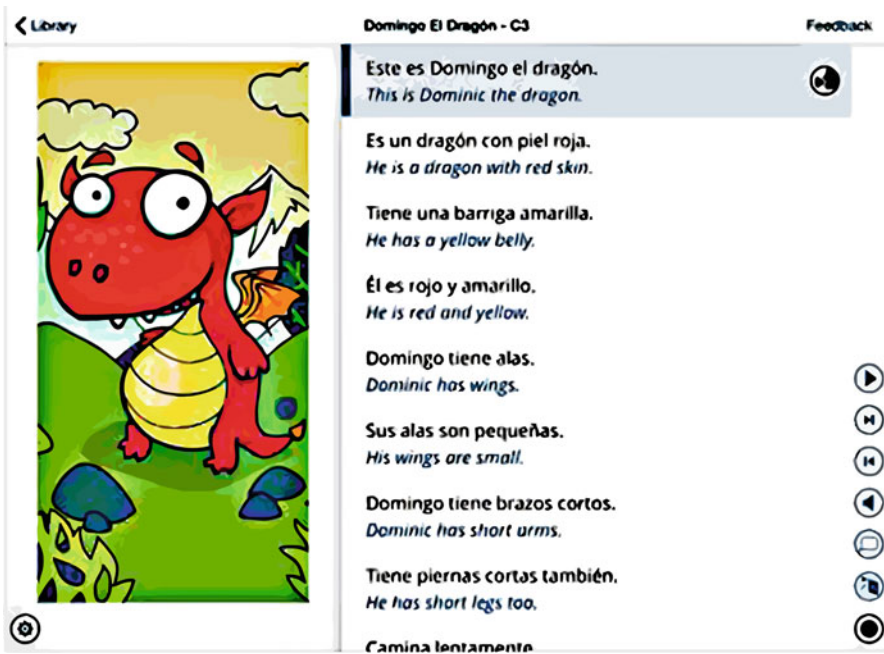 Library
Domingo El Dragón - C3
Feedback
Este es Domingo el dragón.
This is Dominic the dragon.
Es un dragón con piel roja.
He is a dragon with red skin.
Tiene una barriga amarilla.
He has a yellow belly.
Él es rojo y amarillo.
He is red and yellow.
Domingo tiene alas.
Dominic has wings.
Sus alas son pequeñas.
His wings are small.
Domingo tiene brazos cortos.
Dominic has short arms.
Tiene piernas cortas también.
He has short legs too.
Camina lentamente